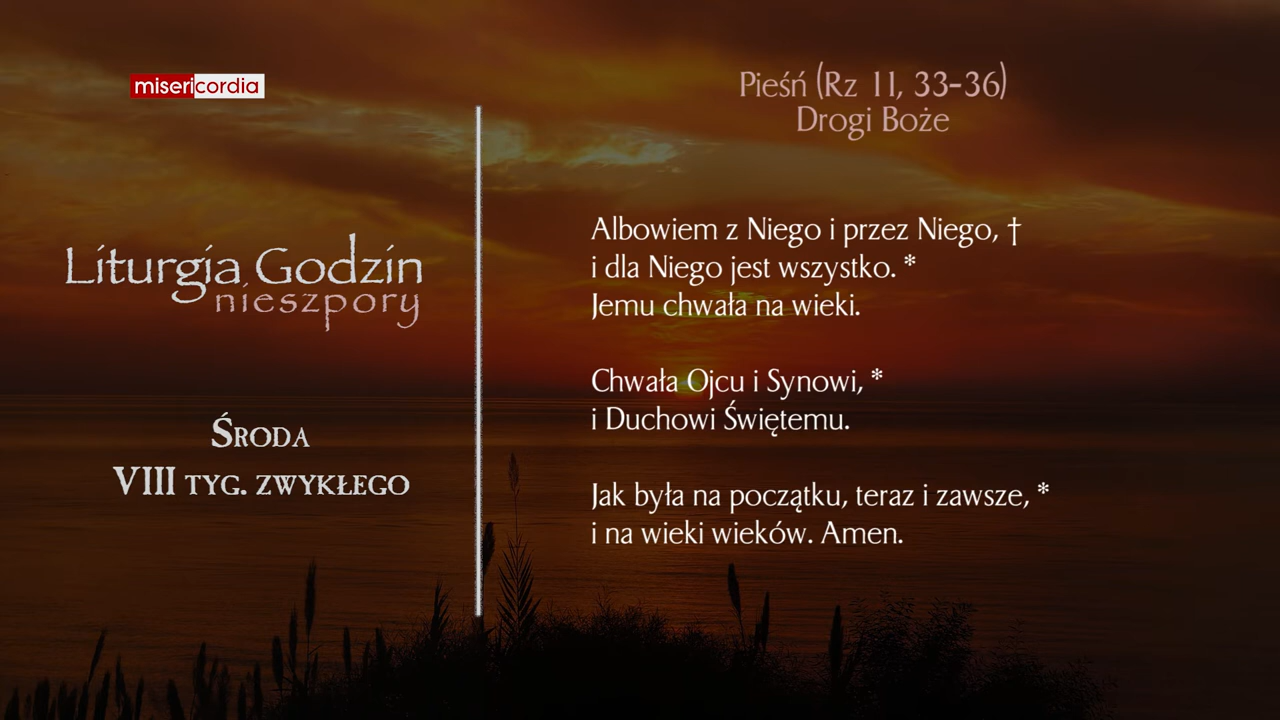 misericordia
Liturgia Godzin
nieszpory
Środa
VIII tyg. zwykłego
Pieśń (Rz 11, 33-36)
Drogi Boże
Albowiem z Niego i przez Niego, †
i dla Niego jest wszystko. *
Jemu chwała na wieki.
Chwała Ojcu i Synowi, *
i Duchowi Świętemu.
Jak była na początku, teraz i zawsze, *
i na wieki wieków. Amen.